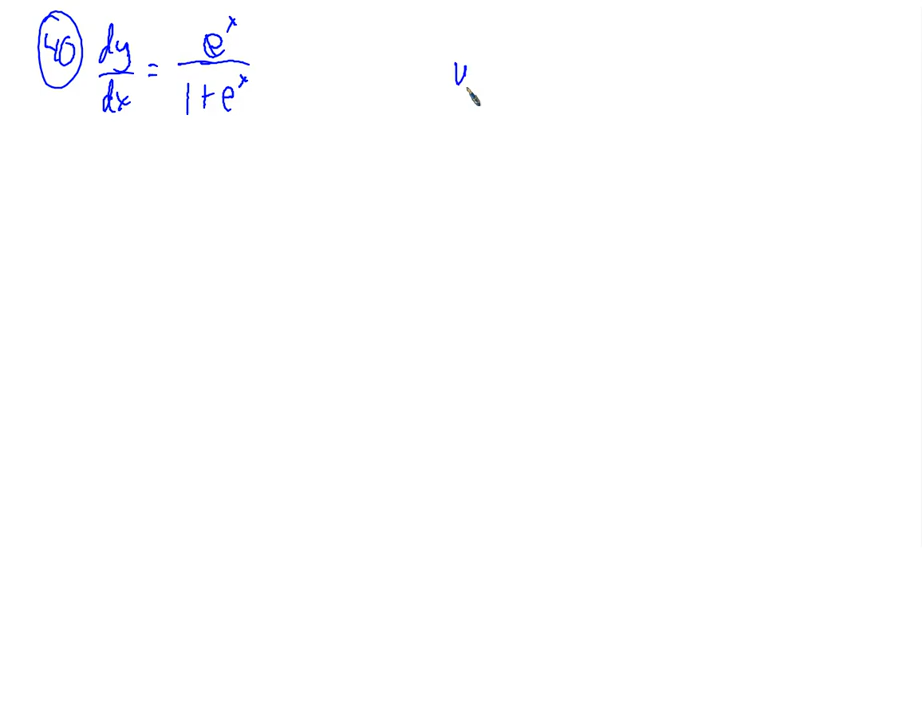 40 dy/dx = e^x/(1+e^x)
u